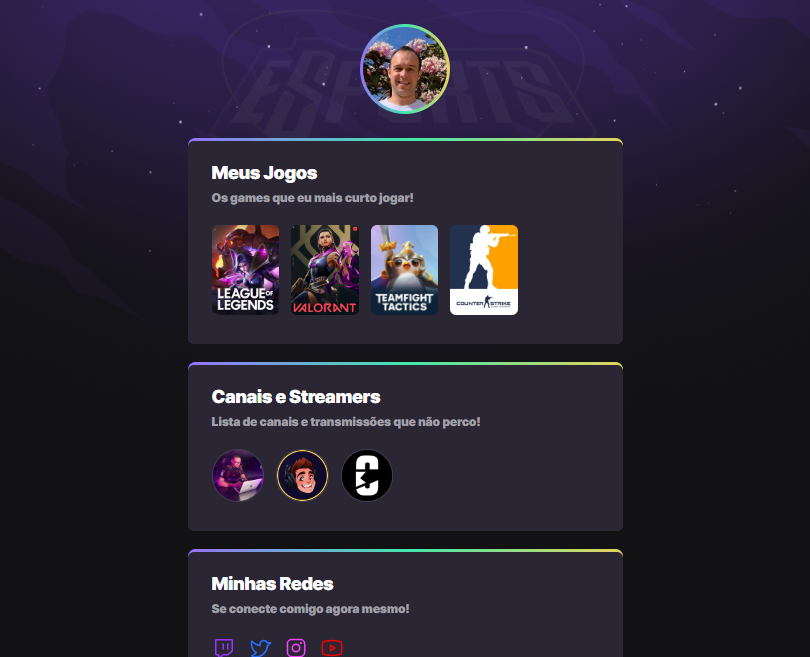 ESPORTS
Meus Jogos
Os games que eu mais curto jogar!
LEAGUE OF
LEGENDS
VALORANT
TEAMFIGHT
TACTICS
COUNTER STRIKE
Canais e Streamers
Lista de canais e transmissões que não perco!
Minhas Redes
Se conecte comigo agora mesmo!